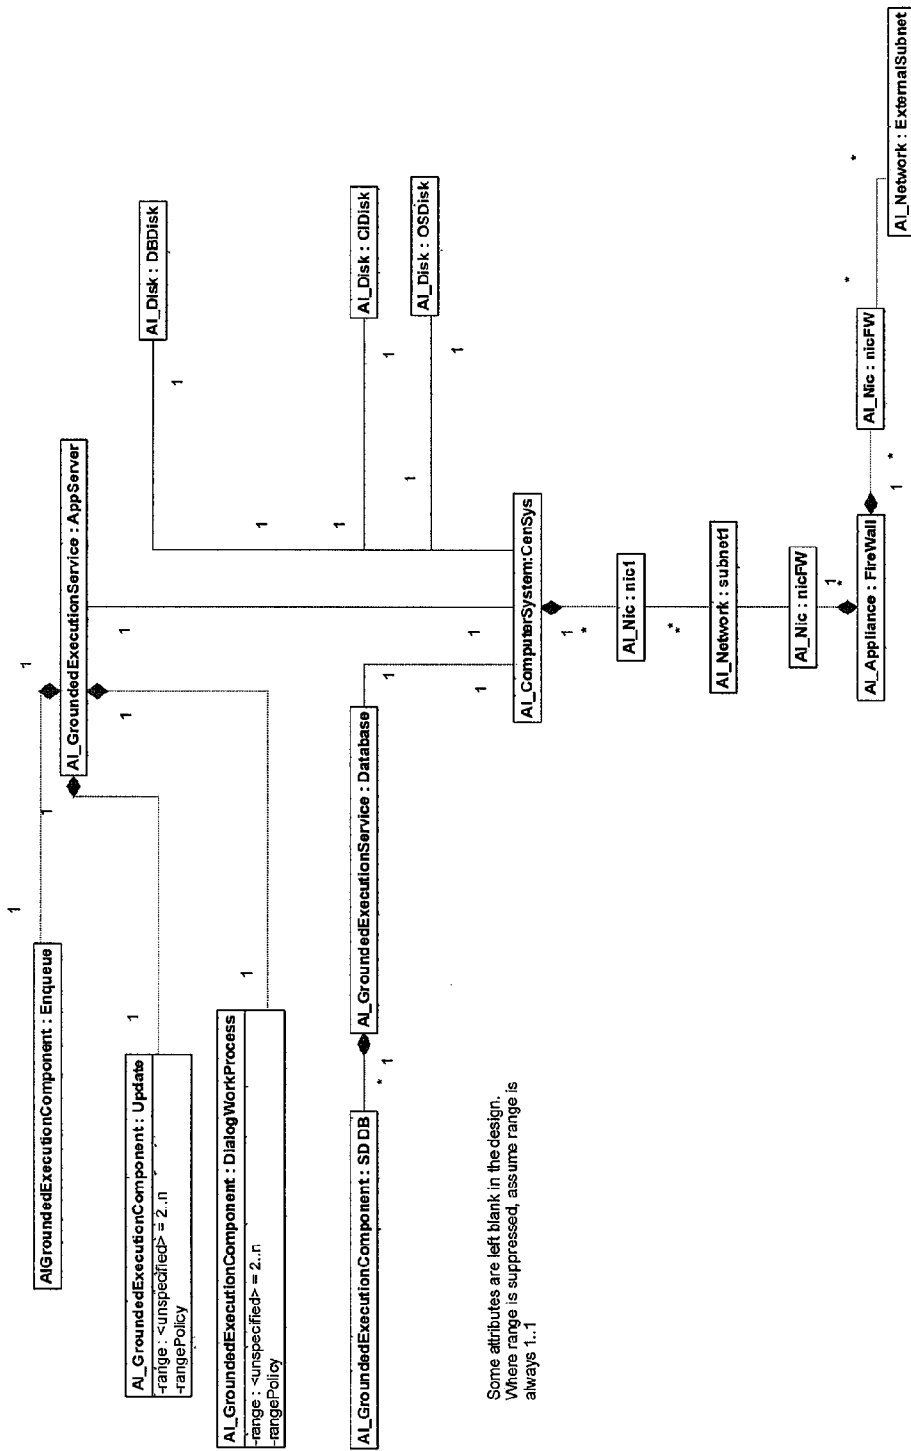 1
1
AIGroundedExecutionComponent : Enqueue
1
AI_GroundedExecutionService : AppServer
1
1
1
AI_GroundedExecutionComponent : Update
-range : <unspecified> = 2..n
-rangePolicy
AI_Disk : DBDisk
1
AI_GroundedExecutionComponent : DialogWorkProcess
-range : <unspecified> = 2..n
-rangePolicy
1
1
1
AI_GroundedExecutionComponent : SD DB
*
1
AI_GroundedExecutionService : Database
1
AI_Disk : CIDisk
1
1
AI_Disk : OSDisk
1
1
1
Some attributes are left blank in the design.
Where range is suppressed, assume range is
always 1..1
AI_ComputerSystem:CenSys
1
*
AI_Nic : nic1
**
AI_Network : subnet1
AI_Nic : nicFW
1
*
AI_Appliance : FireWall
1
*
AI_Nic : nicFW
*
*
AI_Network : ExternalSubnet